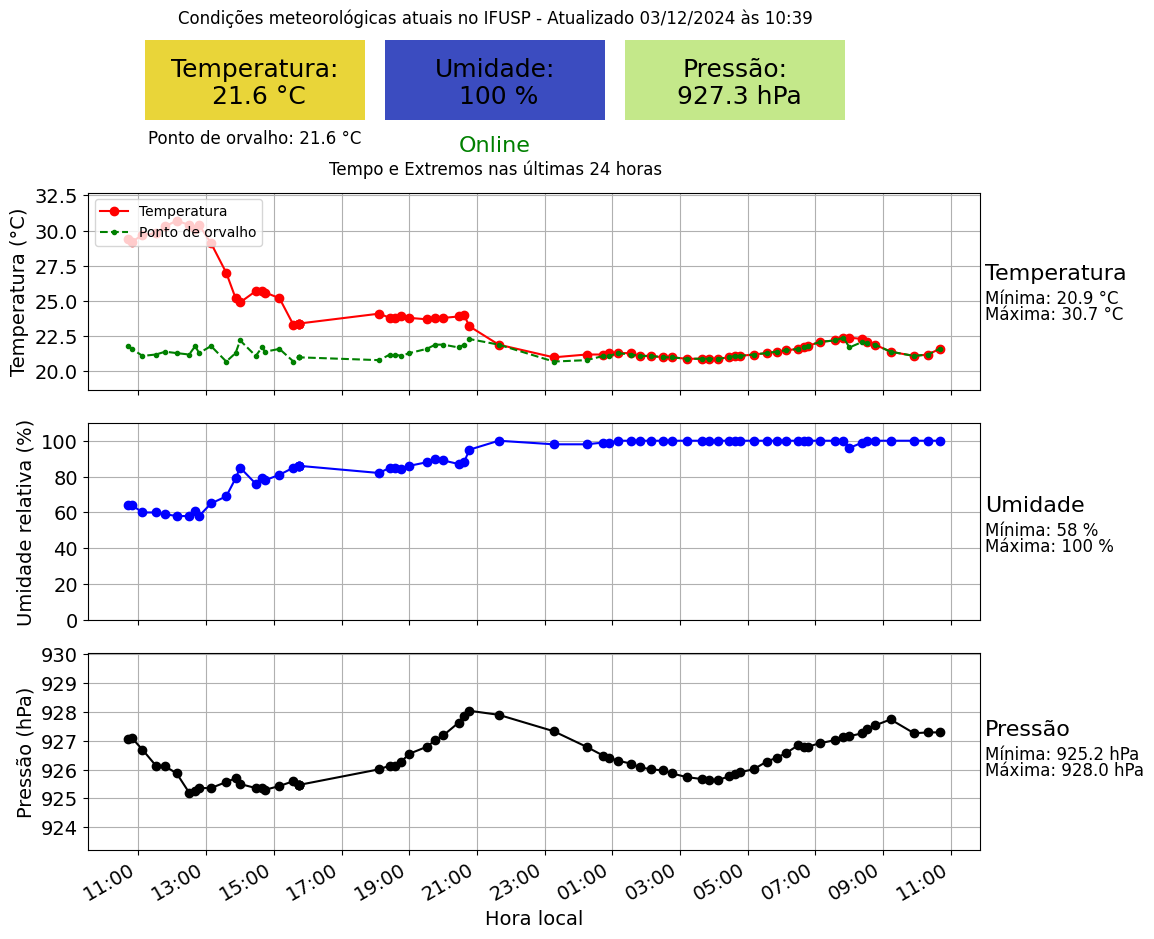 Condições meteorológicas atuais no IFUSP - Atualizado 03/12/2024 às 10:39
Temperatura:
21.6 °C
Umidade:
100 %
Pressão:
927.3 hPa
Ponto de orvalho: 21.6 °C
Online
Tempo e Extremos nas últimas 24 horas
Temperatura (°C)
32.5
30.0
27.5
25.0
22.5
20.0
Temperatura
Ponto de orvalho
Temperatura
Mínima: 20.9 °C
Máxima: 30.7 °C
Umidade relativa (%)
100
80
60
40
20
0
Umidade
Mínima: 58 %
Máxima: 100 %
Pressão (hPa)
930
929
928
927
926
925
924
Pressão
Mínima: 925.2 hPa
Máxima: 928.0 hPa
11:00 13:00 15:00 17:00 19:00 21:00 23:00 01:00 03:00 05:00 07:00 09:00 11:00
Hora local